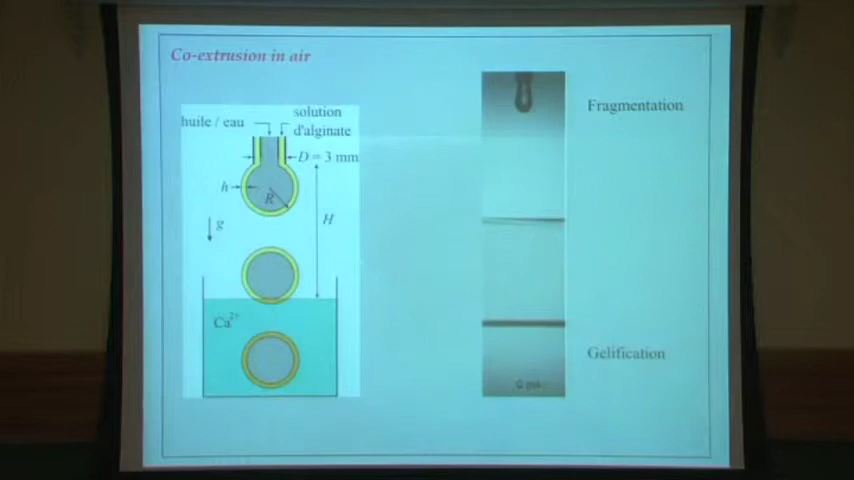 Co-extrusion in air
huile / eau
solution
d'alginate
D = 3 mm
h
R
g
H
Ca2+
Fragmentation
Gelification